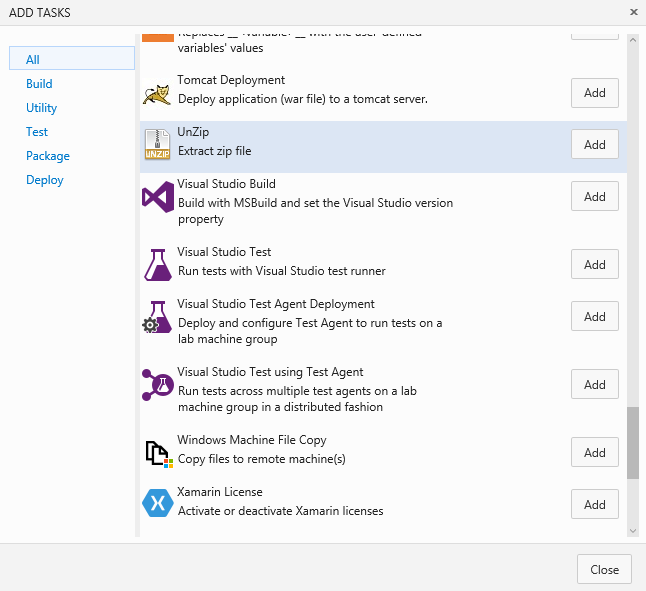 ADD TASKS
All
Build
Utility
Test
Package
Deploy
variables' values
Tomcat Deployment
Deploy application (war file) to a tomcat server.
Add
UnZip
Extract zip file
Add
UNZIP
Visual Studio Build
Build with MSBuild and set the Visual Studio version
property
Add
Visual Studio Test
Run tests with Visual Studio test runner
Add
Visual Studio Test Agent Deployment
Deploy and configure Test Agent to run tests on a
lab machine group
Add
Visual Studio Test using Test Agent
Run tests across multiple test agents on a lab
machine group in a distributed fashion
Add
Windows Machine File Copy
Copy files to remote machine(s)
Add
Xamarin License
Activate or deactivate Xamarin licenses
Add
Close